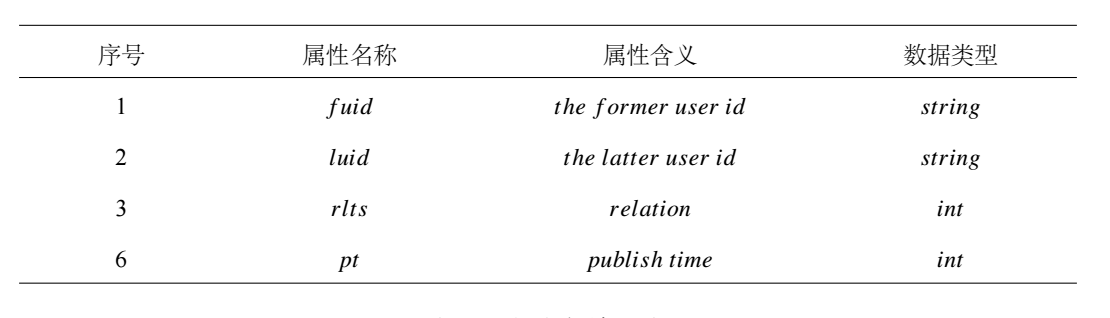 序号 属性名称 属性含义 数据类型
1 fuid the former user id string
2 luid the latter user id string
3 rlts relation int
6 pt publish time int